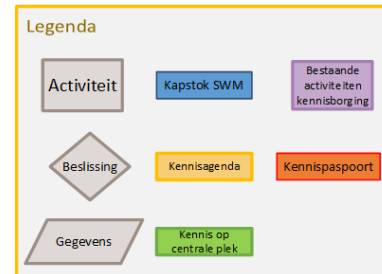 Legenda
Activiteit
Kapstok SWM
Bestaande
activiteiten
kennisborging
Beslissing
Kennisagenda
Kennispaspoort
Gegevens
Kennis op
centrale plek